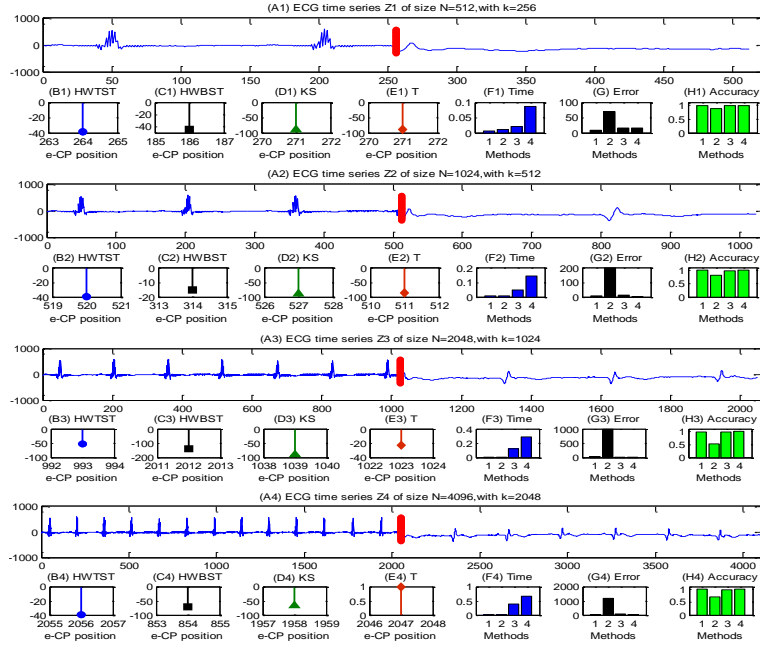 (A1) ECG time series Z1 of size N=512,with k=256
1000
0
-1000
0 50 100 150 200 250 300 350 400 450 500
(B1) HWTST (C1) HWBST (D1) KS (E1) T (F1) Time (G) Error (H1) Accuracy
0 -20 -40
263 264 265
e-CP position
0 -20 -40
185 186 187
e-CP position
0 -50 -100
270 271 272
e-CP position
0 -50 -100
270 271 272
e-CP position
0.1 0.05 0
1 2 3 4
Methods
100 50 0
1 2 3 4
Methods
1 0.5 0
1 2 3 4
Methods
(A2) ECG time series Z2 of size N=1024,with k=512
1000
0
-1000
0 100 200 300 400 500 600 700 800 900 1000
(B2) HWTST (C2) HWBST (D2) KS (E2) T (F2) Time (G2) Error (H2) Accuracy
0 -20 -40
519 520 521
e-CP position
0 -10 -20
313 314 315
e-CP position
0 -50 -100
526 527 528
e-CP position
0 -50 -100
510 511 512
e-CP position
0.2 0.1 0
1 2 3 4
Methods
200 100 0
1 2 3 4
Methods
1 0.5 0
1 2 3 4
Methods
(A3) ECG time series Z3 of size N=2048,with k=1024
1000
0
-1000
0 200 400 600 800 1000 1200 1400 1600 1800 2000
(B3) HWTST (C3) HWBST (D3) KS (E3) T (F3) Time (G3) Error (H3) Accuracy
0 -50 -100
992 993 994
e-CP position
0 -100 -200
2011 2012 2013
e-CP position
0 -50 -100
1038 1039 1040
e-CP position
0 -20 -40
1022 1023 1024
e-CP position
0.4 0.2 0
1 2 3 4
Methods
1000 500 0
1 2 3 4
Methods
1 0.5 0
1 2 3 4
Methods
(A4) ECG time series Z4 of size N=4096,with k=2048
1000
0
-1000
0 500 1000 1500 2000 2500 3000 3500 4000
(B4) HWTST (C4) HWBST (D4) KS (E4) T (F4) Time (G4) Error (H4) Accuracy
0 -20 -40
2055 2056 2057
e-CP position
0 -50 -100
853 854 855
e-CP position
0 -50 -100
1957 1958 1959
e-CP position
1 0.5 0
2046 2047 2048
e-CP position
1 0.5 0
1 2 3 4
Methods
2000 1000 0
1 2 3 4
Methods
1 0.5 0
1 2 3 4
Methods